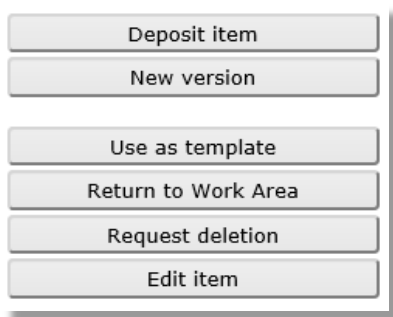 Deposit item
New version
Use as template
Return to Work Area
Request deletion
Edit item